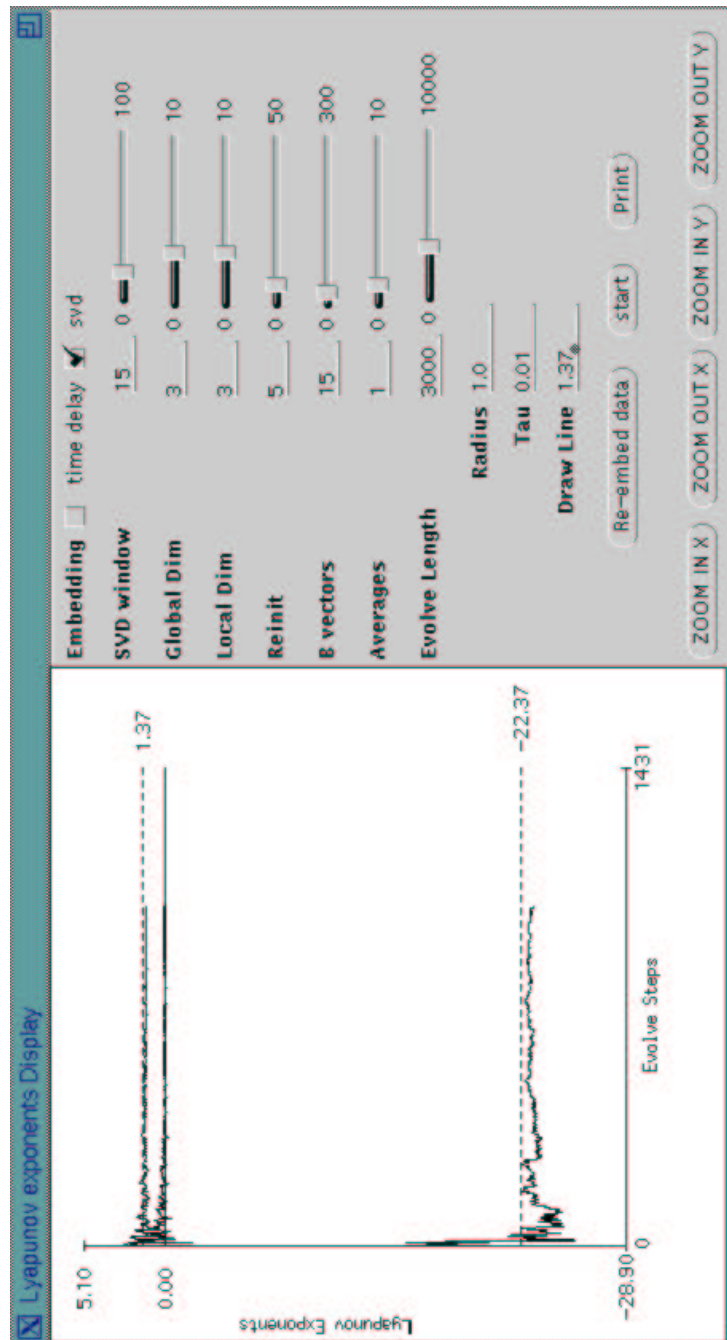 Lyapunov exponents Display
5.10
0.00
-28.90
Lyapunov Exponents
0
1431
Evolve Steps
1.37
-22.37
Embedding time delay svd
SVD window 15 0 100
Global Dim 3 0 10
Local Dim 3 0 10
Reinit 5 0 50
B vectors 15 0 300
Averages 1 0 10
Evolve Length 3000 0 10000
Radius 1.0
Tau 0.01
Draw Line 1.37
Re-embed data start Print
ZOOM IN X ZOOM OUT X ZOOM IN Y ZOOM OUT Y